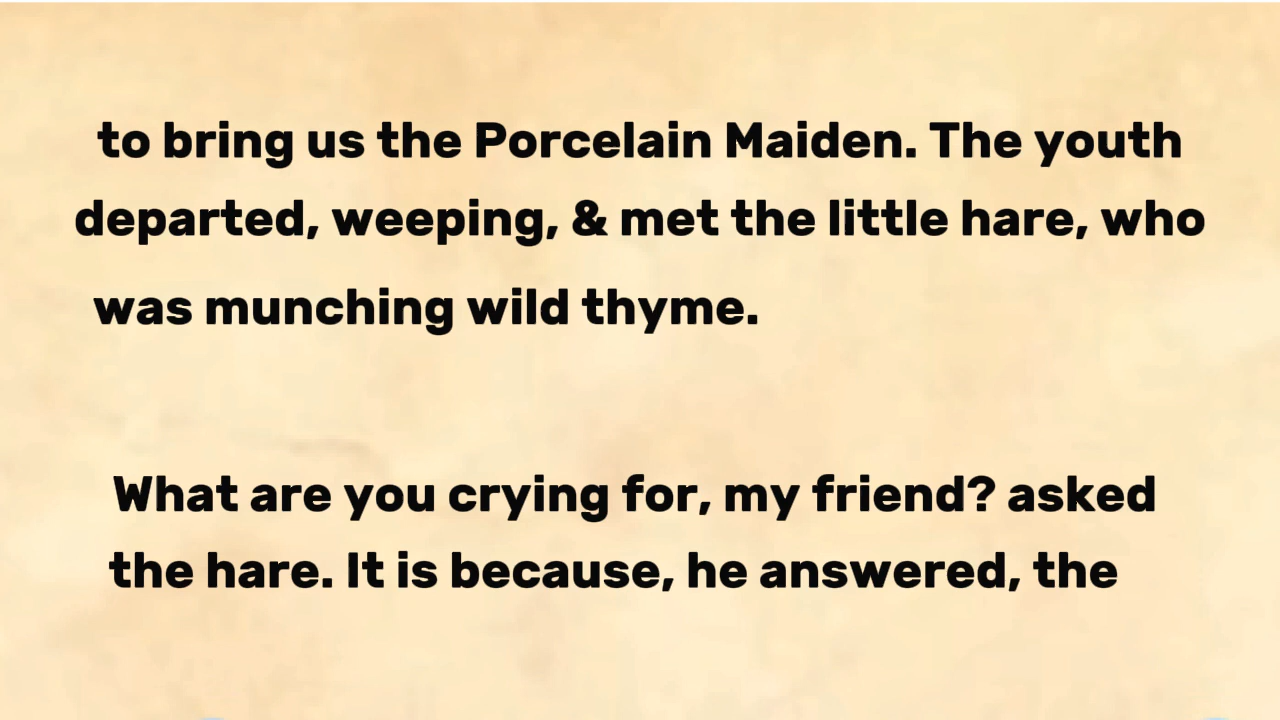 to bring us the Porcelain Maiden. The youth
departed, weeping, & met the little hare, who
was munching wild thyme.
What are you crying for, my friend? asked
the hare. It is because, he answered, the